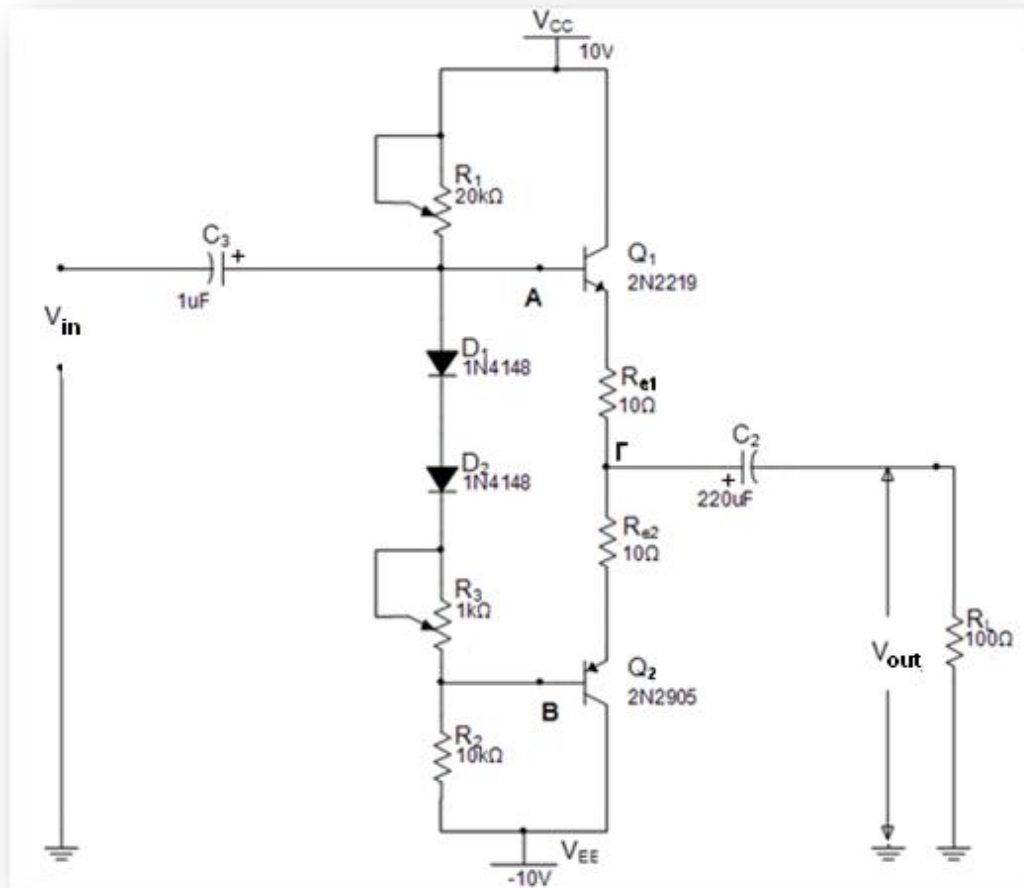 VCC
10V
R1
20kΩ
C3
+
1uF
Q1
2N2219
A
Vin
D1
1N4148
Re1
10Ω
Γ
C2
+
220uF
D2
1N4148
Re2
10Ω
R3
1kΩ
RL
100Ω
Vout
Q2
2N2905
B
R2
10kΩ
VEE
-10V